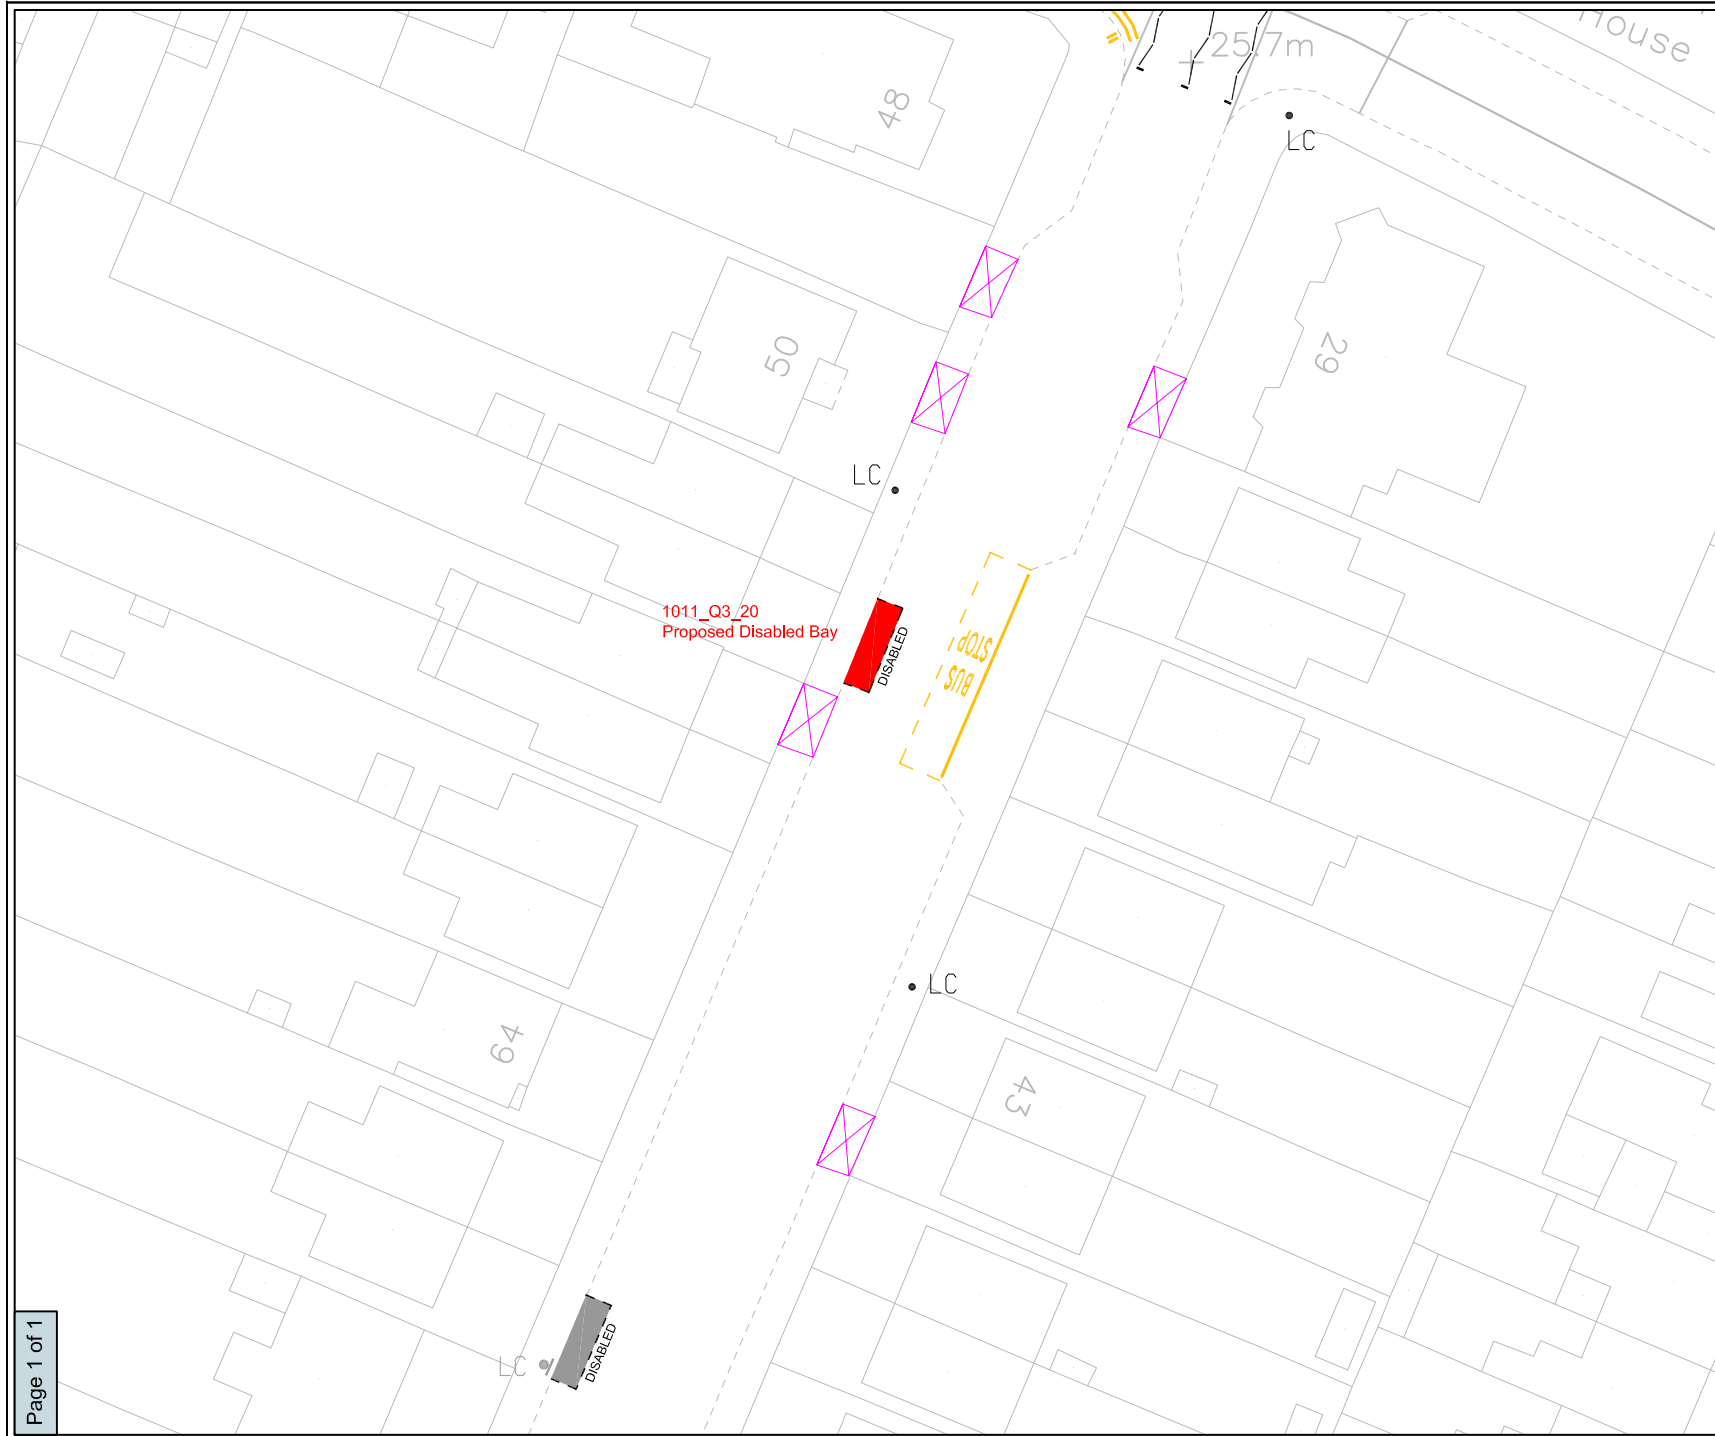 House
25.7m
48
LC
50
29
LC
1011_Q3_20
Proposed Disabled Bay
DISABLED
BUS
STOP
LC
64
43
DISABLED
LC
Page 1 of 1